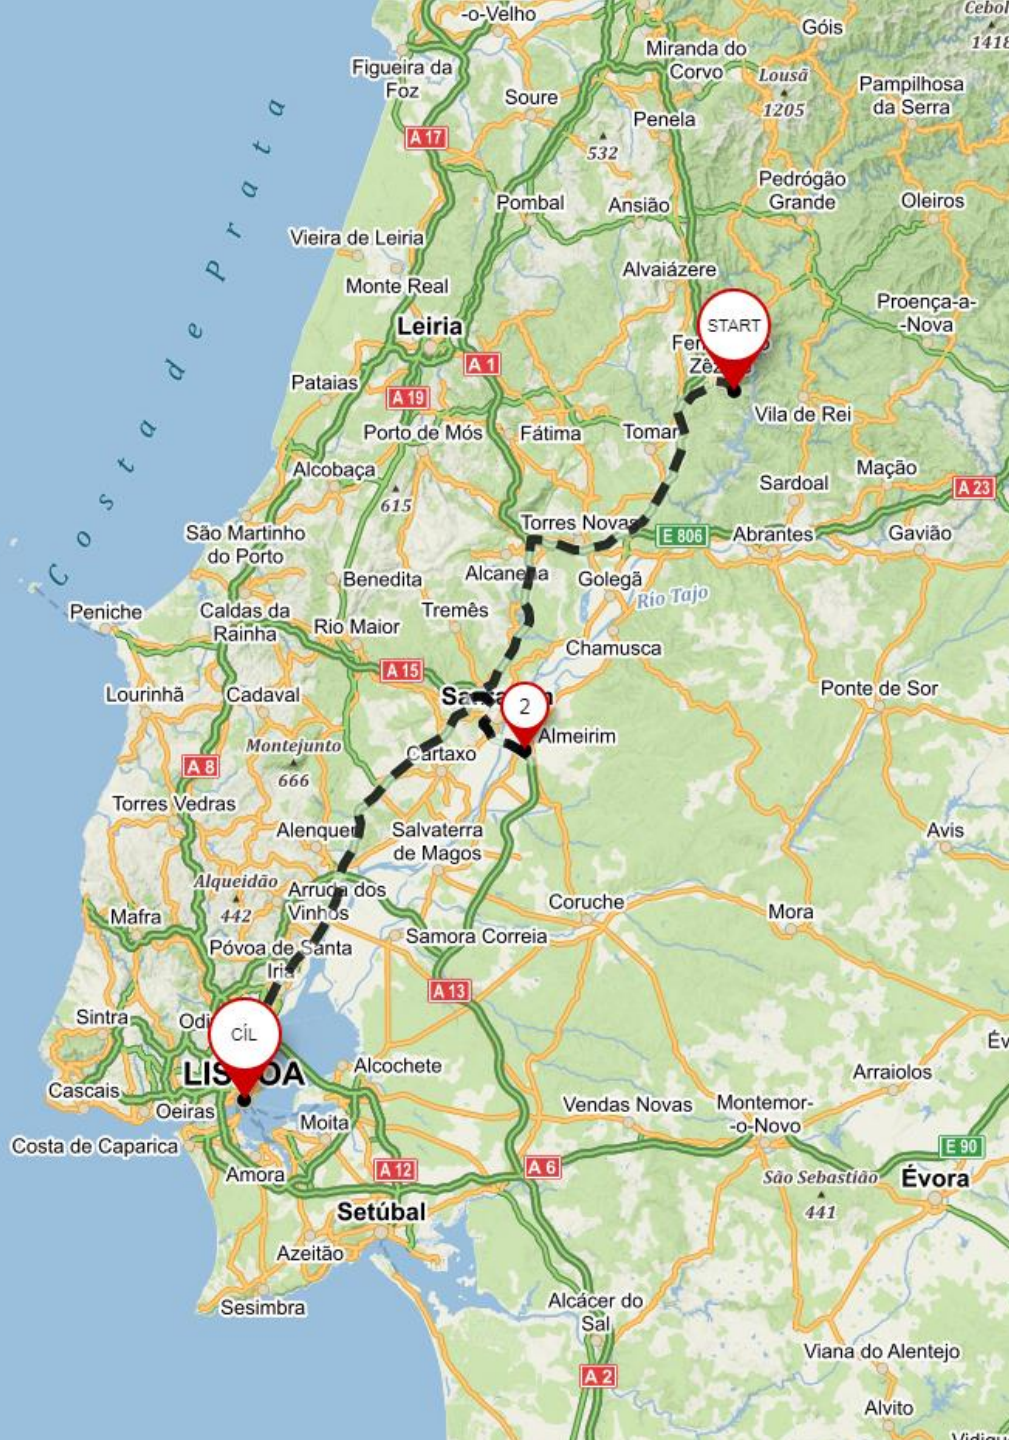 -o-Velho
Góis
1418
Miranda do
Corvo
Figueira da
Foz
Lousã
1205
Pampilhosa
da Serra
Soure
Penela
A 17
532
Costa de Prata
Pedrógão
Grande
Pombal
Ansião
Oleiros
Vieira de Leiria
Alvaiázere
Monte Real
Proença-a-
-Nova
Leiria
START
A 1
Pataias
A 19
Vila de Rei
Porto de Mós
Fátima
Tomar
Alcobaça
Mação
Sardoal
A 23
615
São Martinho
do Porto
Torres Novas
E 806
Abrantes
Gavião
Benedita
Alcanena
Golegã
Rio Tajo
Peniche
Caldas da
Rainha
Tremês
Rio Maior
Chamusca
A 15
Lourinhã
Cadaval
Ponte de Sor
2
Almeirim
Montejunto
666
Cartaxo
A 8
Torres Vedras
Alenquer
Salvaterra
de Magos
Avis
Alqueidão
442
Arruda dos
Vinhos
Coruche
Mora
Mafra
Póvoa de Santa
Iria
Samora Correia
A 13
Sintra
CÍL
LISBOA
Alcochete
Arraiolos
Cascais
Oeiras
Vendas Novas
Montemor-
-o-Novo
Moita
Costa de Caparica
E 90
Amora
A 12
A 6
São Sebastião
441
Évora
Setúbal
Azeitão
Sesimbra
Alcácer do
Sal
Viana do Alentejo
A 2
Alvito